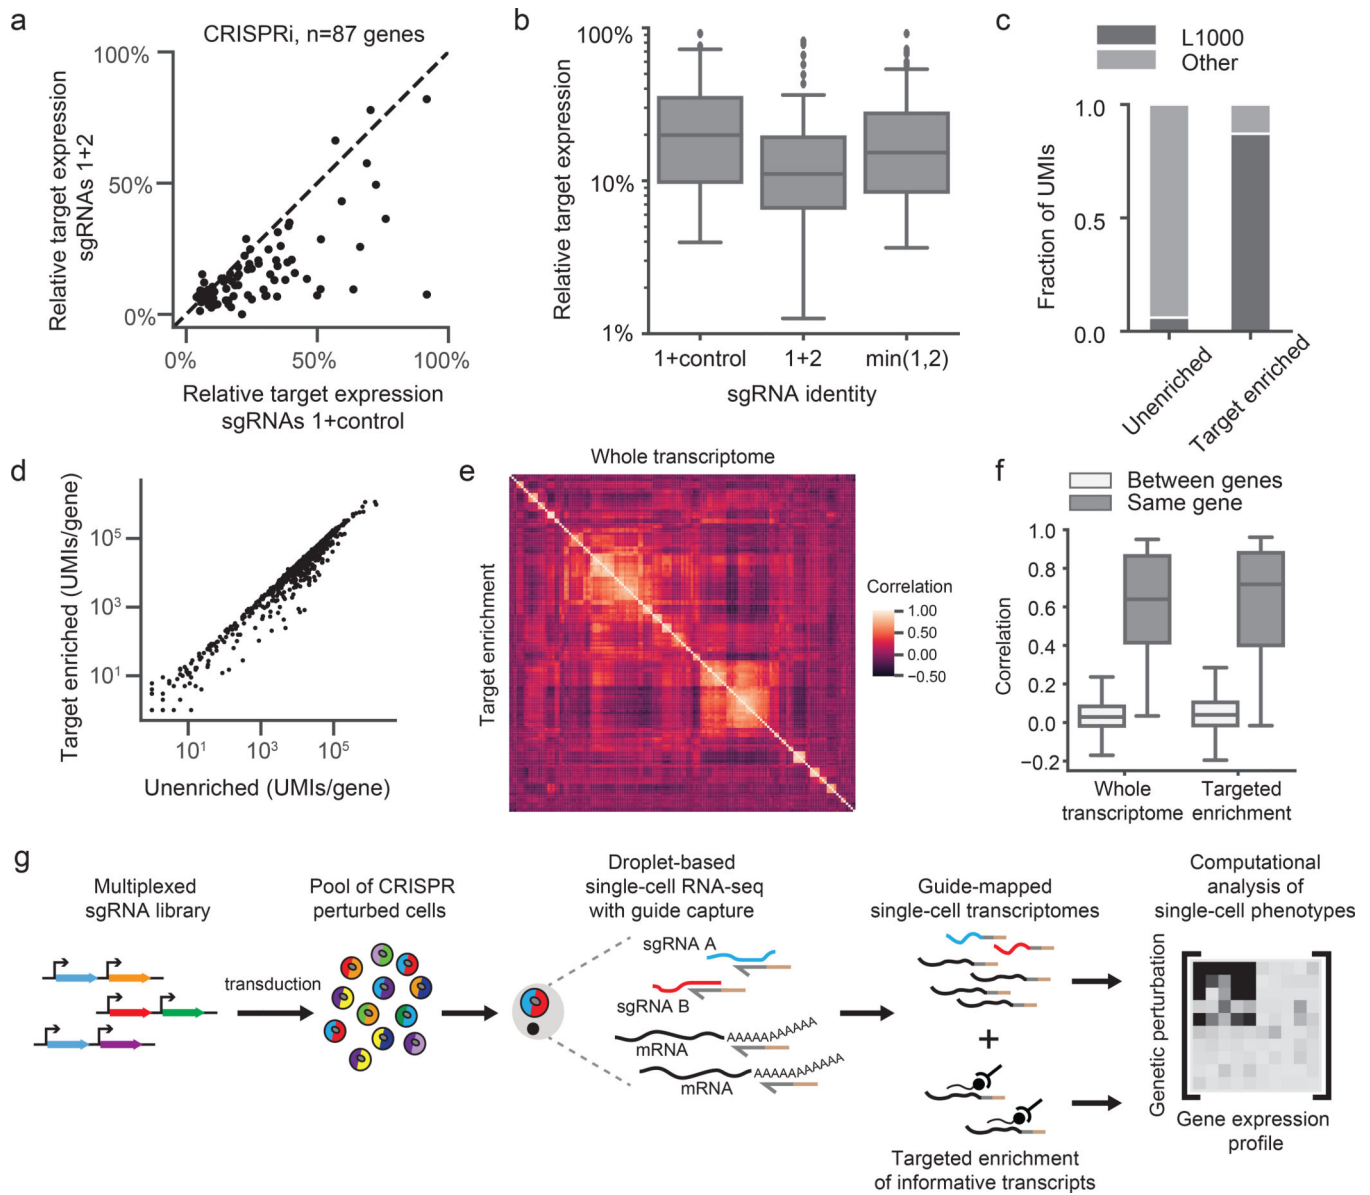 a
CRISPRi, n=87 genes
100%
50%
0%
Relative target expression
sgRNAs 1+2
0%
50%
100%
Relative target expression
sgRNAs 1+control
b
100%
10%
1%
Relative target expression
1+control
1+2
min(1,2)
sgRNA identity
c
L1000
Other
1.0
0.5
0.0
Fraction of UMIs
Unenriched
Target enriched
d
10⁵
10³
10¹
Target enriched (UMIs/gene)
10¹
10³
10⁵
Unenriched (UMIs/gene)
e
Whole transcriptome
Target enrichment
Correlation
1.00
0.50
0.00
−0.50
f
Between genes
Same gene
1.0
0.8
0.6
0.4
0.2
0.0
−0.2
Correlation
Whole
transcriptome
Targeted
enrichment
g
Multiplexed
sgRNA library
transduction
Pool of CRISPR
perturbed cells
Droplet-based
single-cell RNA-seq
with guide capture
sgRNA A
sgRNA B
AAAAAAAAAAA
mRNA
AAAAAAAAAAA
mRNA
Guide-mapped
single-cell transcriptomes
+
Targeted enrichment
of informative transcripts
Computational
analysis of
single-cell phenotypes
Genetic perturbation
Gene expression
profile